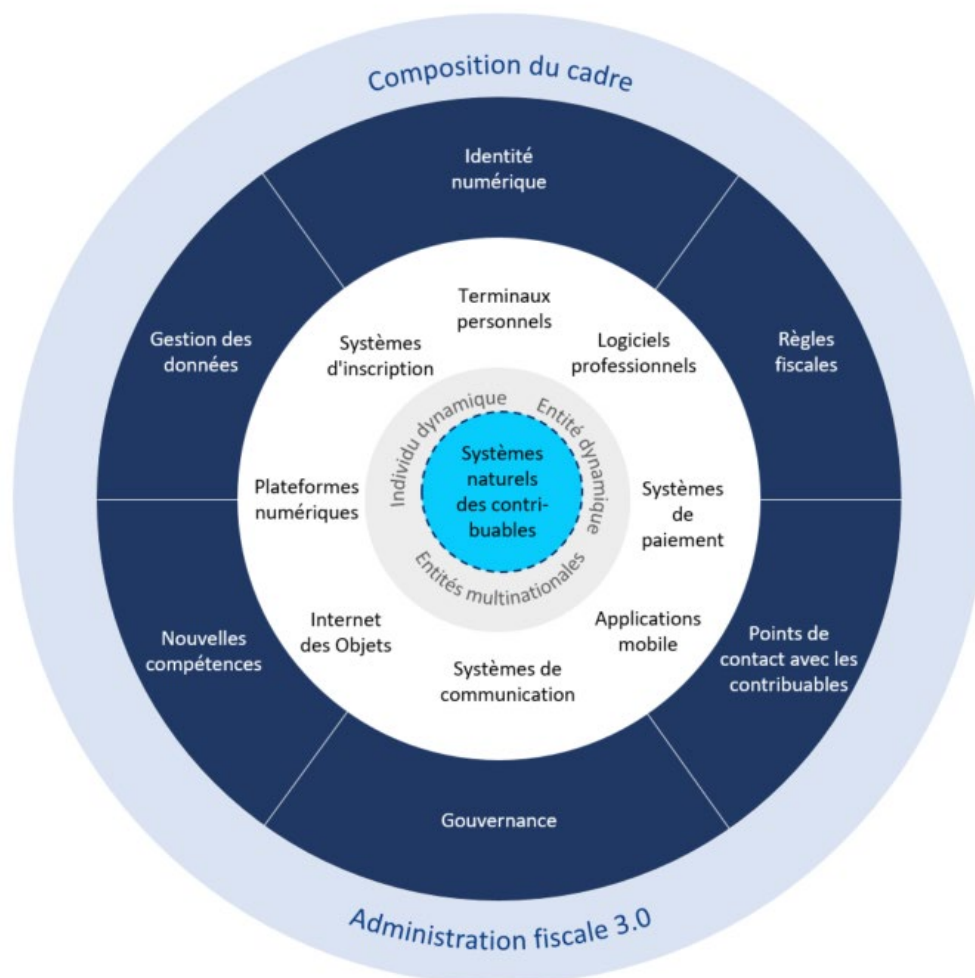 Composition du cadre
Identité
numérique
Règles
fiscales
Points de
contact avec les
contribuables
Gouvernance
Nouvelles
compétences
Gestion des
données
Terminaux
personnels
Logiciels
professionnels
Systèmes
de
paiement
Applications
mobile
Systèmes de
communication
Internet
des Objets
Plateformes
numériques
Systèmes
d'inscription
Individu dynamique
Entité dynamique
Entités multinationales
Systèmes
naturels
des contri-
buables
Administration fiscale 3.0